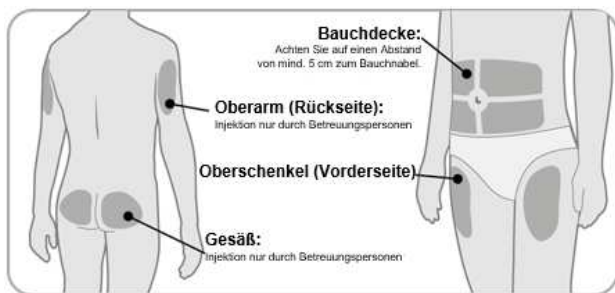 Bauchdecke:
Achten Sie auf einen Abstand
von mind. 5 cm zum Bauchnabel.
Oberarm (Rückseite):
Injektion nur durch Betreuungspersonen
Oberschenkel (Vorderseite)
Gesäß:
Injektion nur durch Betreuungspersonen